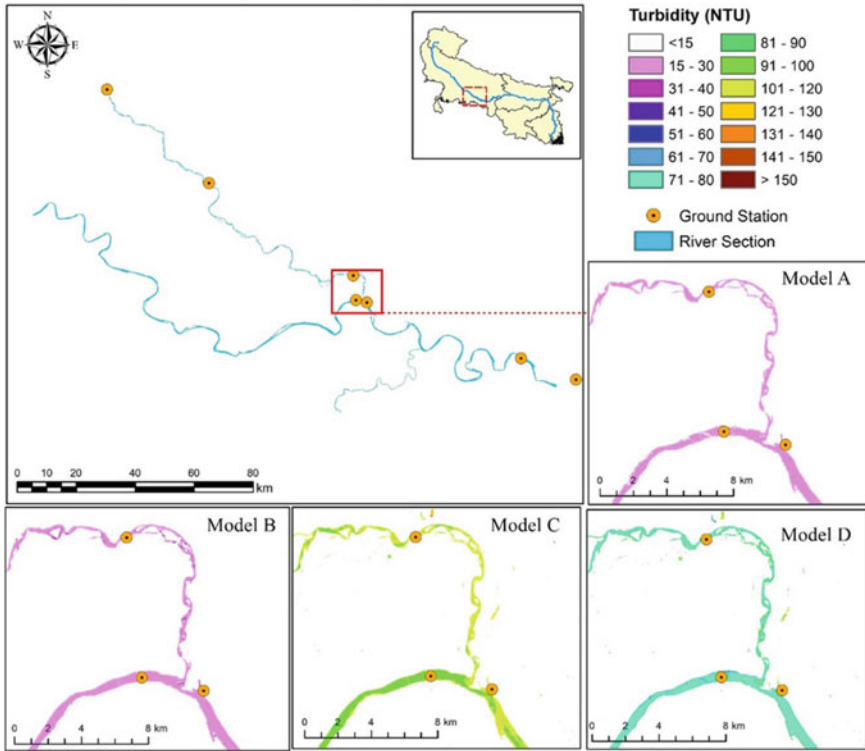 N
W E
S
Turbidity (NTU)
<15
15 - 30
31 - 40
41 - 50
51 - 60
61 - 70
71 - 80
81 - 90
91 - 100
101 - 120
121 - 130
131 - 140
141 - 150
> 150
Ground Station
River Section
0 10 20 40 60 80
km
Model A
0 2 4 8 km
Model B
0 2 4 8 km
Model C
0 2 4 8 km
Model D
0 2 4 8 km